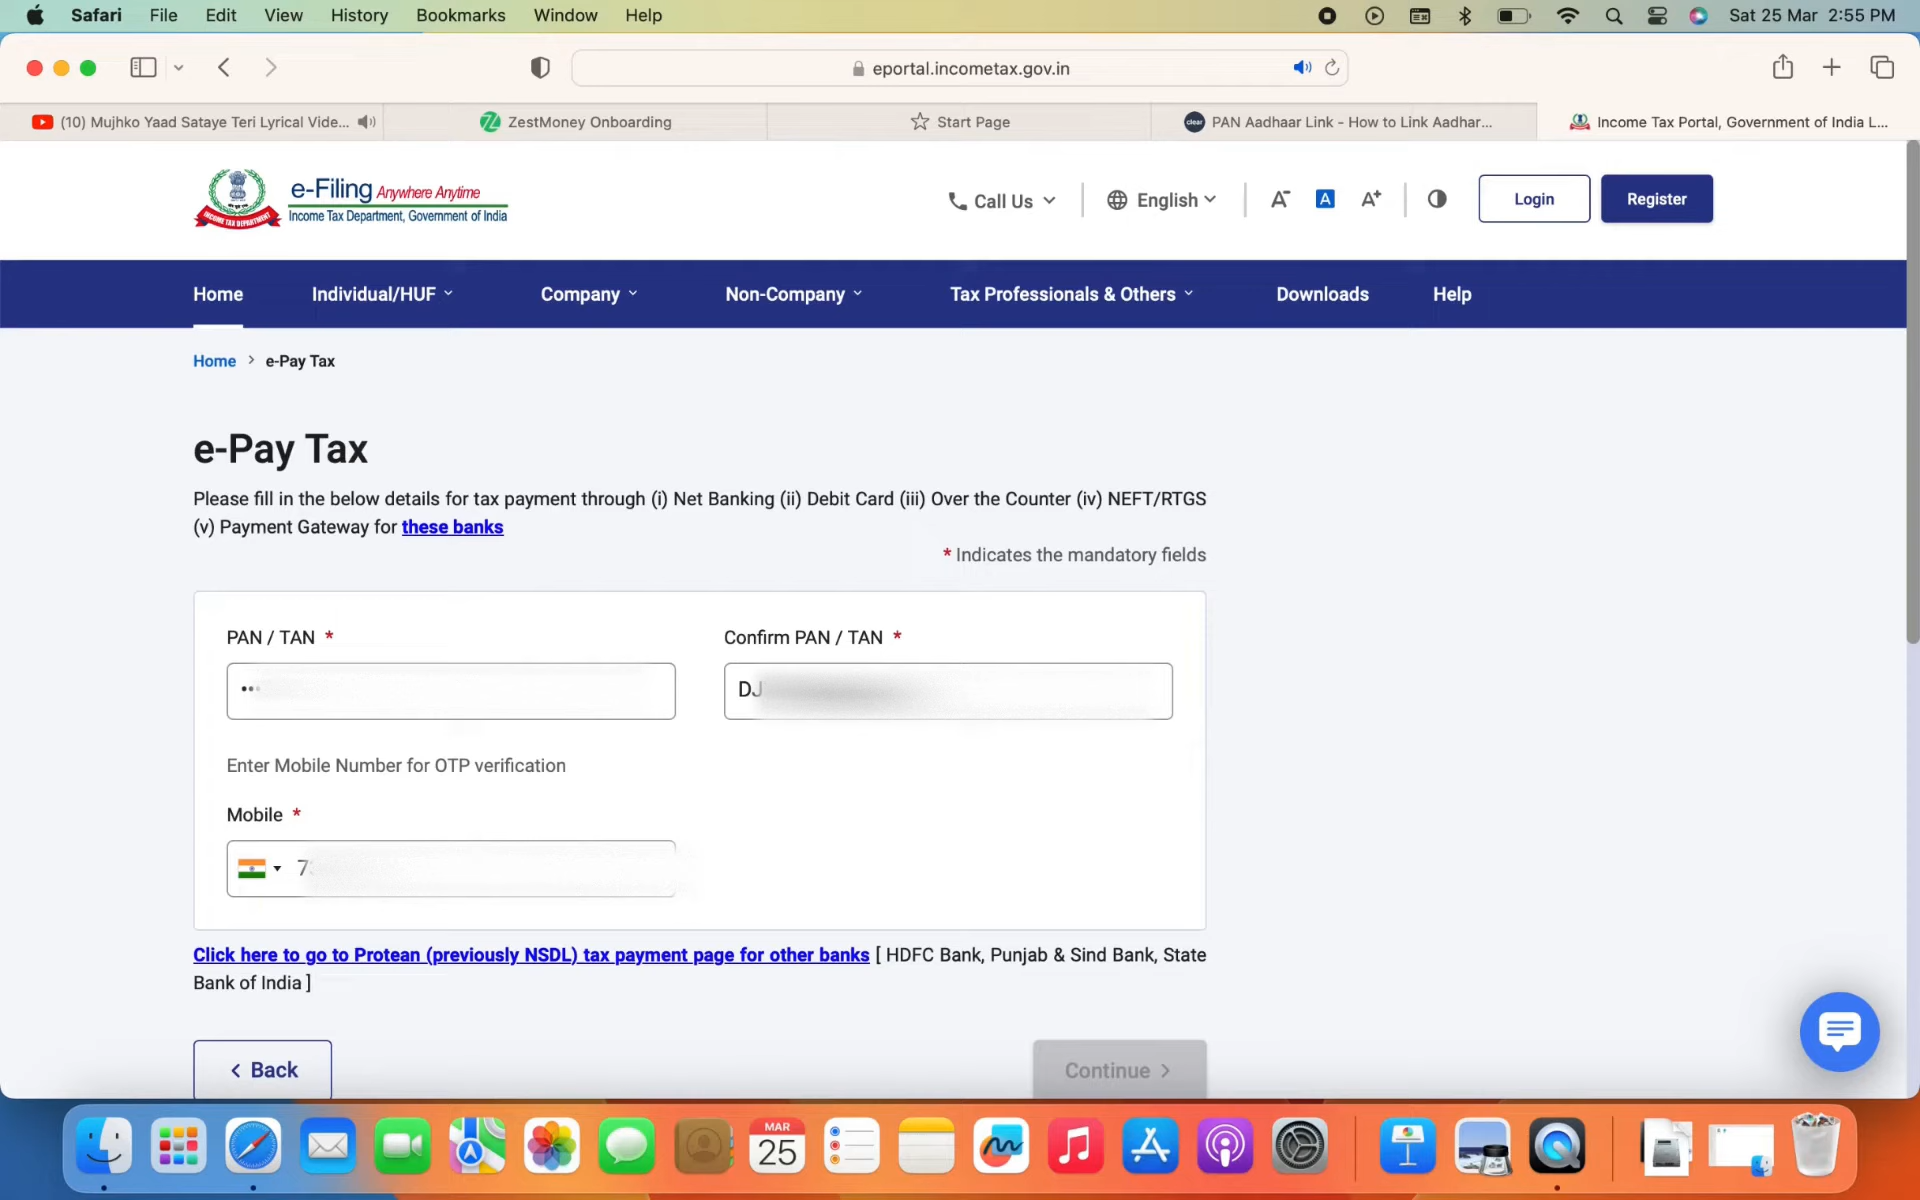 Safari File Edit View History Bookmarks Window Help Sat 25 Mar 2:55 PM
eportal.incometax.gov.in
(10) Mujhko Yaad Sataye Teri Lyrical Vide... ZestMoney Onboarding Start Page PAN Aadhaar Link - How to Link Aadhar... Income Tax Portal, Government of India L...
e-Filing Anywhere Anytime
Income Tax Department, Government of India
INCOME TAX DEPARTMENT
Call Us English A- A A+ Login Register
Home Individual/HUF Company Non-Company Tax Professionals & Others Downloads Help
Home > e-Pay Tax
e-Pay Tax
Please fill in the below details for tax payment through (i) Net Banking (ii) Debit Card (iii) Over the Counter (iv) NEFT/RTGS
(v) Payment Gateway for these banks
* Indicates the mandatory fields
PAN / TAN * Confirm PAN / TAN *
••• DJ
Enter Mobile Number for OTP verification
Mobile *
7
Click here to go to Protean (previously NSDL) tax payment page for other banks [ HDFC Bank, Punjab & Sind Bank, State
Bank of India ]
< Back Continue >
MAR
25